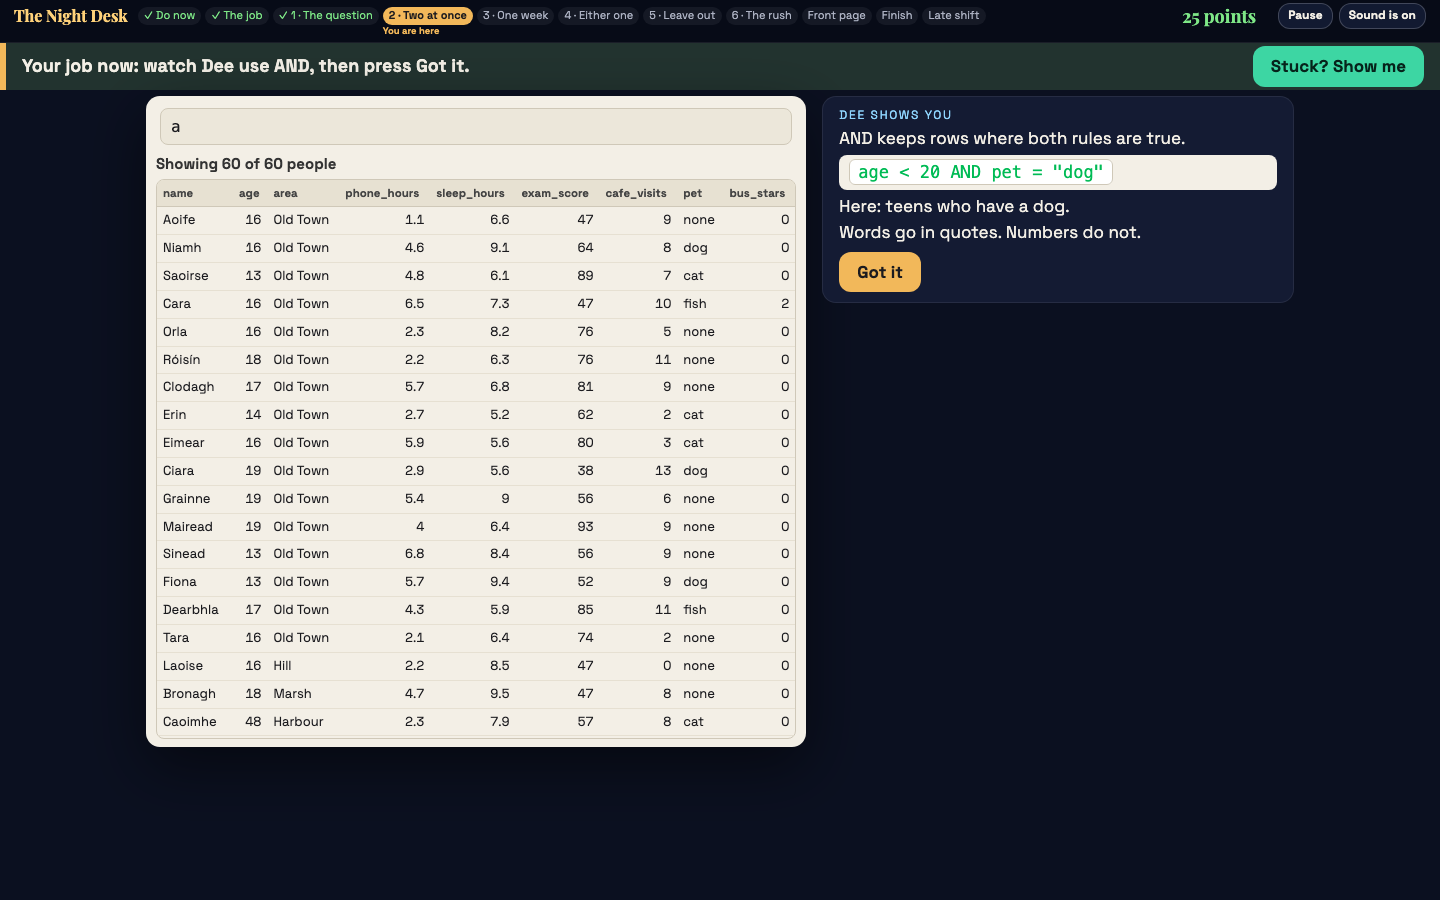 The Night Desk ✓ Do now ✓ The job ✓ 1 · The question 2 · Two at once 3 · One week 4 · Either one 5 · Leave out 6 · The rush Front page Finish Late shift 25 points Pause Sound is on
You are here
Your job now: watch Dee use AND, then press Got it. Stuck? Show me
a
Showing 60 of 60 people
name age area phone_hours sleep_hours exam_score cafe_visits pet bus_stars
Aoife 16 Old Town 1.1 6.6 47 9 none 0
Niamh 16 Old Town 4.6 9.1 64 8 dog 0
Saoirse 13 Old Town 4.8 6.1 89 7 cat 0
Cara 16 Old Town 6.5 7.3 47 10 fish 2
Orla 16 Old Town 2.3 8.2 76 5 none 0
Róisín 18 Old Town 2.2 6.3 76 11 none 0
Clodagh 17 Old Town 5.7 6.8 81 9 none 0
Erin 14 Old Town 2.7 5.2 62 2 cat 0
Eimear 16 Old Town 5.9 5.6 80 3 cat 0
Ciara 19 Old Town 2.9 5.6 38 13 dog 0
Grainne 19 Old Town 5.4 9 56 6 none 0
Mairead 19 Old Town 4 6.4 93 9 none 0
Sinead 13 Old Town 6.8 8.4 56 9 none 0
Fiona 13 Old Town 5.7 9.4 52 9 dog 0
Dearbhla 17 Old Town 4.3 5.9 85 11 fish 0
Tara 16 Old Town 2.1 6.4 74 2 none 0
Laoise 16 Hill 2.2 8.5 47 0 none 0
Bronagh 18 Marsh 4.7 9.5 47 8 none 0
Caoimhe 48 Harbour 2.3 7.9 57 8 cat 0
DEE SHOWS YOU
AND keeps rows where both rules are true.
age < 20 AND pet = "dog"
Here: teens who have a dog.
Words go in quotes. Numbers do not.
Got it